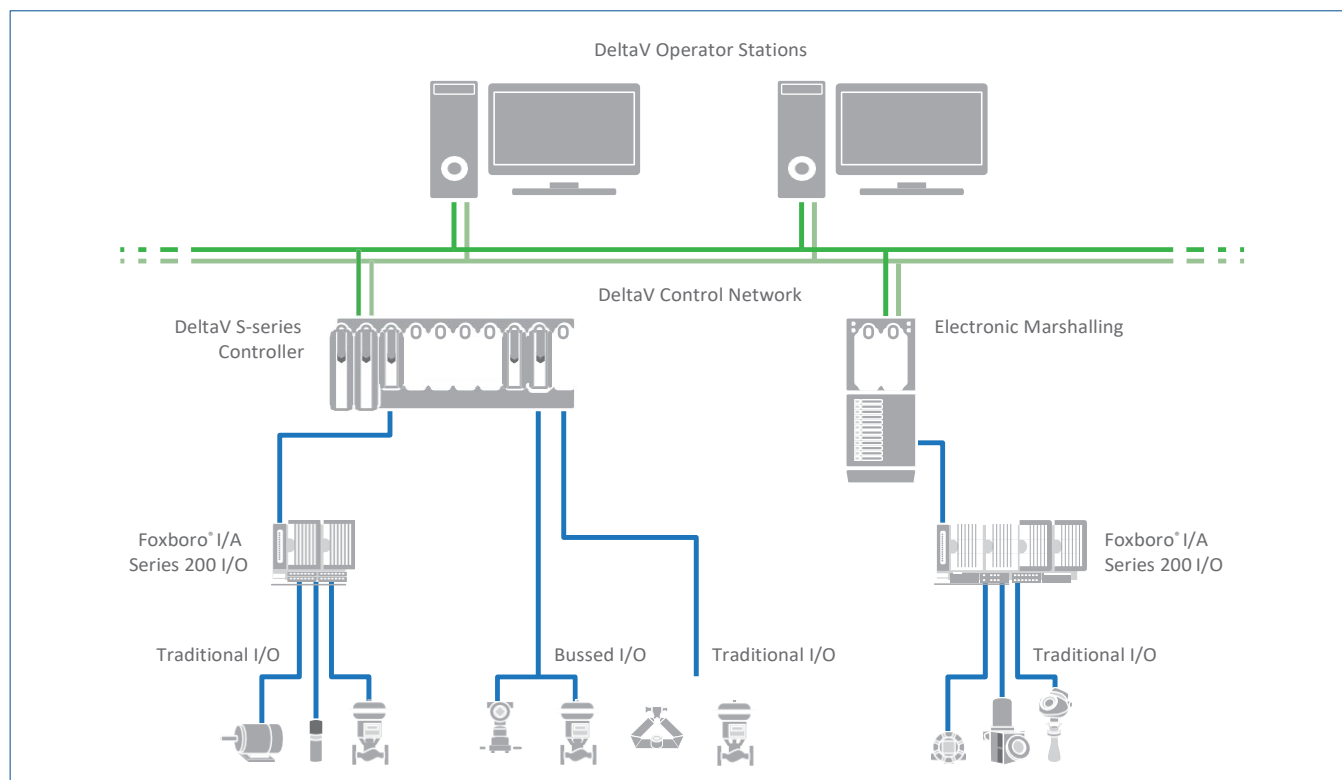 DeltaV Operator Stations
DeltaV Control Network
DeltaV S-series
Controller
Electronic Marshalling
Foxboro® I/A
Series 200 I/O
Foxboro® I/A
Series 200 I/O
Traditional I/O
Bussed I/O
Traditional I/O
Traditional I/O